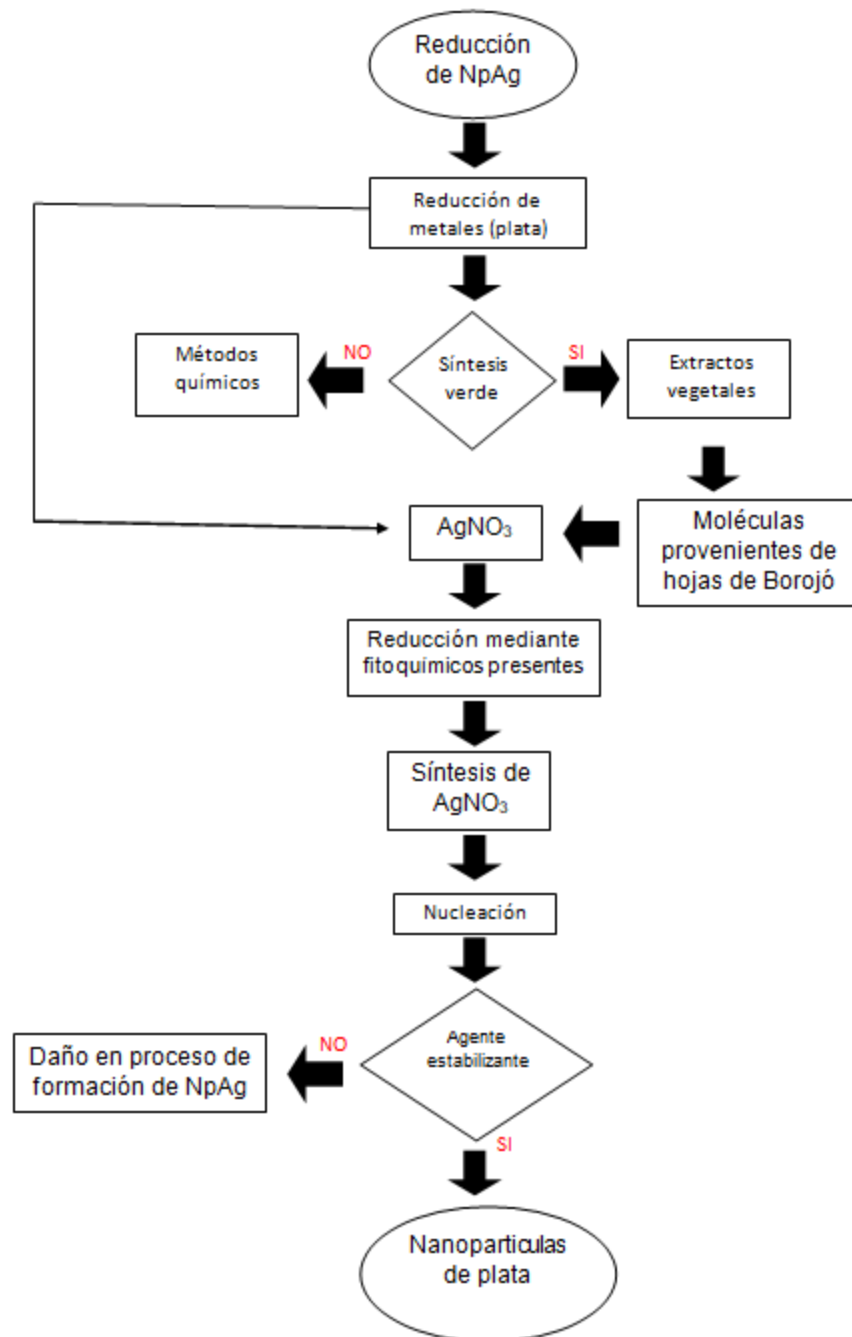 Reducción
de NpAg
Reducción de
metales (plata)
Métodos
químicos
NO
Síntesis
verde
SI
Extractos
vegetales
AgNO₃
Moléculas
provenientes de
hojas de Borojó
Reducción mediante
fitoquímicos presentes
Síntesis de
AgNO₃
Nucleación
Agente
estabilizante
NO
Daño en proceso de
formación de NpAg
SI
Nanoparticulas
de plata